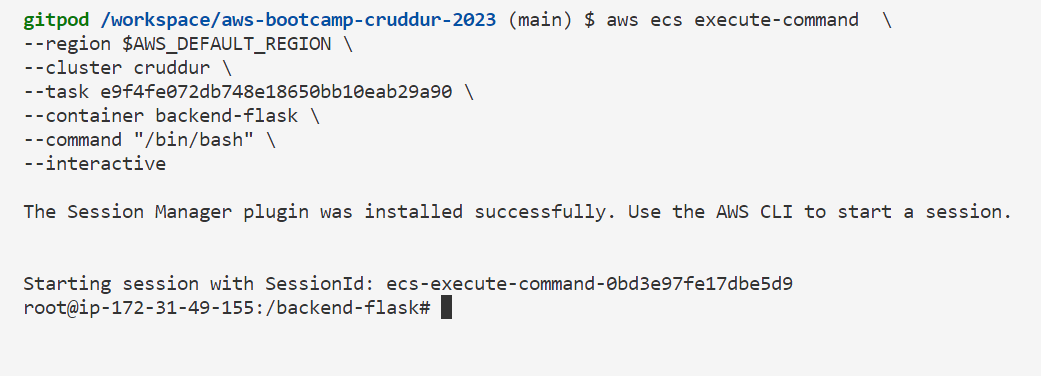 gitpod /workspace/aws-bootcamp-cruddur-2023 (main) $ aws ecs execute-command  \
--region $AWS_DEFAULT_REGION \
--cluster cruddur \
--task e9f4fe072db748e18650bb10eab29a90 \
--container backend-flask \
--command "/bin/bash" \
--interactive
The Session Manager plugin was installed successfully. Use the AWS CLI to start a session.
Starting session with SessionId: ecs-execute-command-0bd3e97fe17dbe5d9
root@ip-172-31-49-155:/backend-flask#